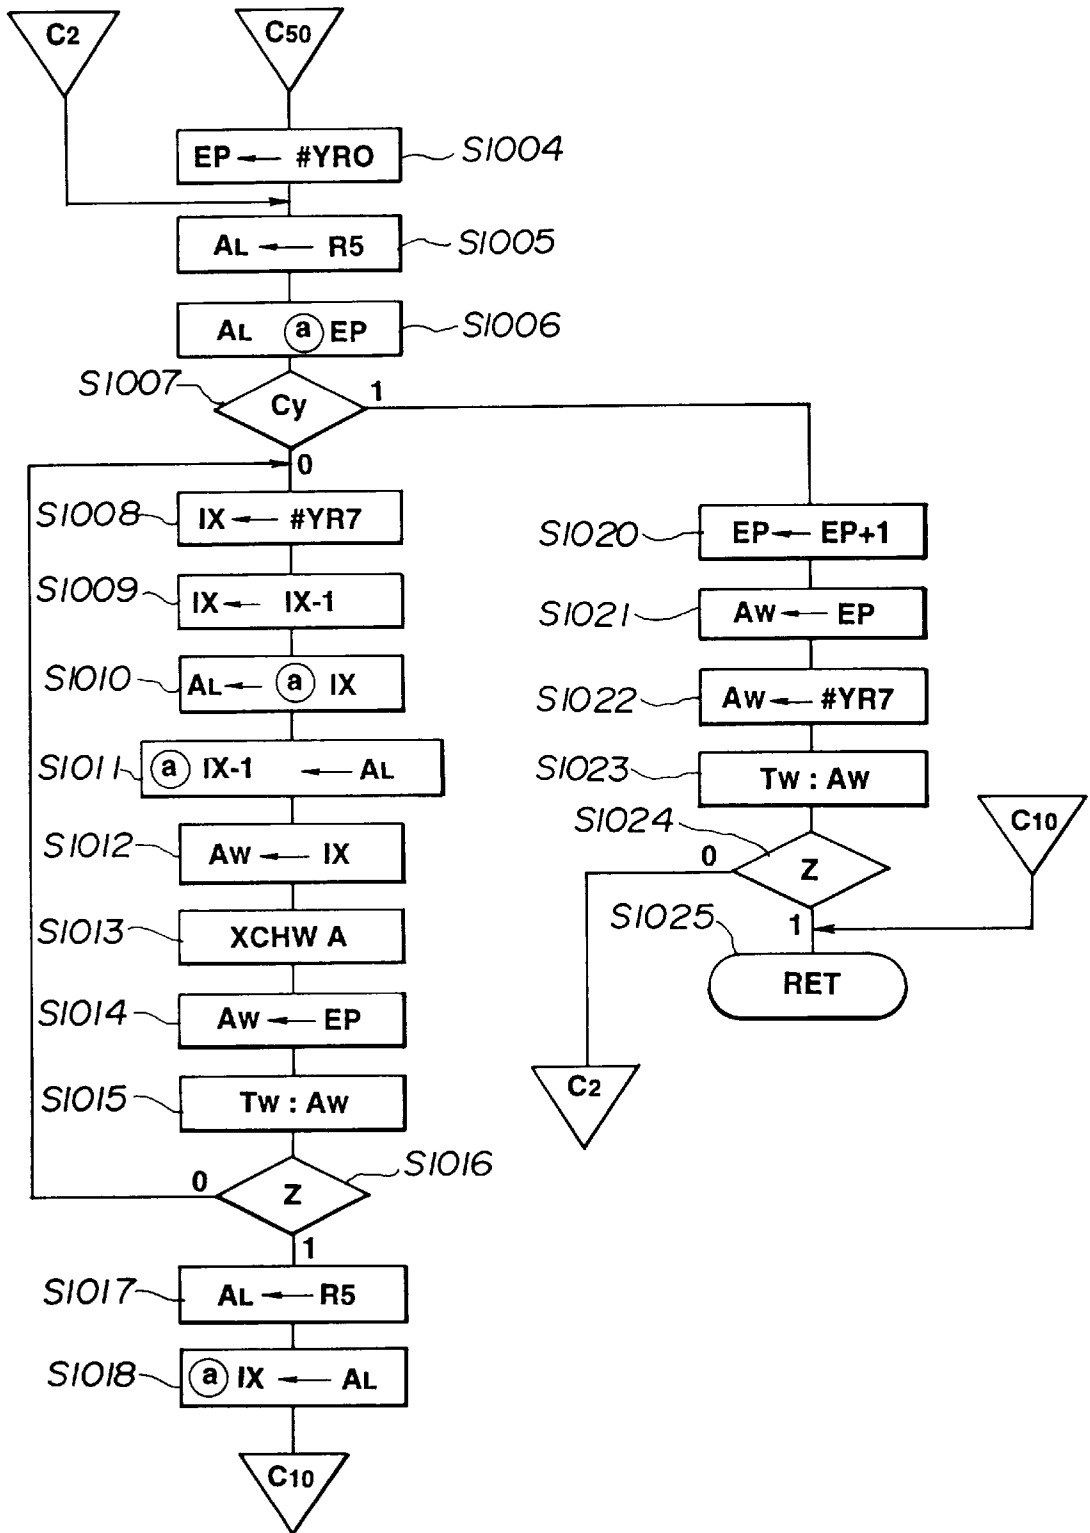 C2
C50
EP ← #YR0
S1004
AL ← R5
S1005
AL ⓐ EP
S1006
S1007
Cy
1
0
S1008
IX ← #YR7
S1009
IX ← IX-1
S1010
AL ← ⓐ IX
S1011
ⓐ IX-1 ← AL
S1012
AW ← IX
S1013
XCHW A
S1014
AW ← EP
S1015
TW : AW
S1016
0
Z
1
S1017
AL ← R5
S1018
ⓐ IX ← AL
C10
S1020
EP ← EP+1
S1021
AW ← EP
S1022
AW ← #YR7
S1023
TW : AW
S1024
0
Z
1
C10
S1025
RET
C2